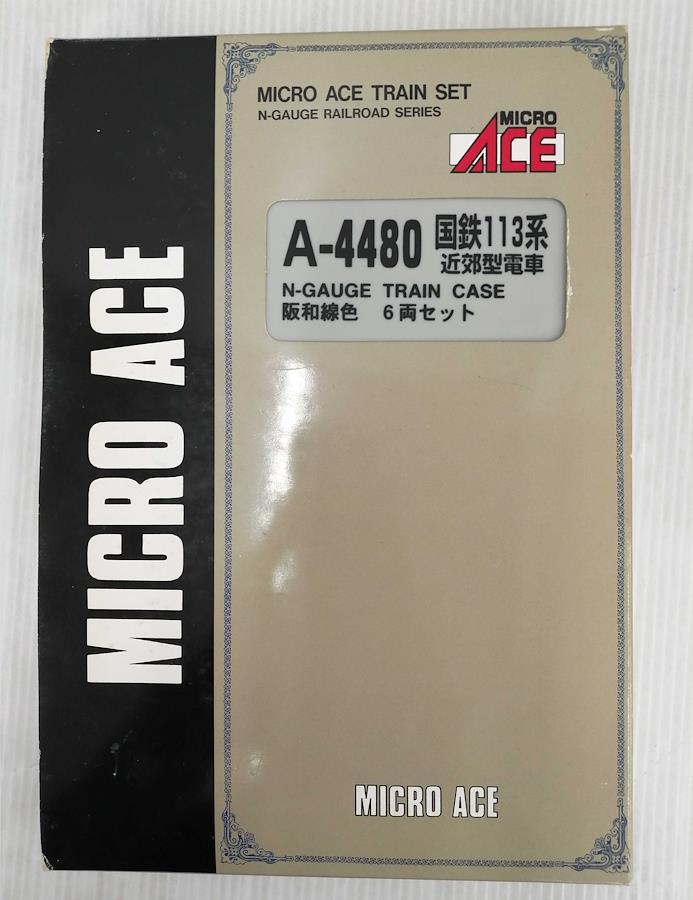 MICRO ACE
MICRO ACE TRAIN SET
N-GAUGE RAILROAD SERIES
MICRO
ACE
A-4480 国鉄113系
近郊型電車
N-GAUGE TRAIN CASE
阪和線色 6両セット
MICRO ACE